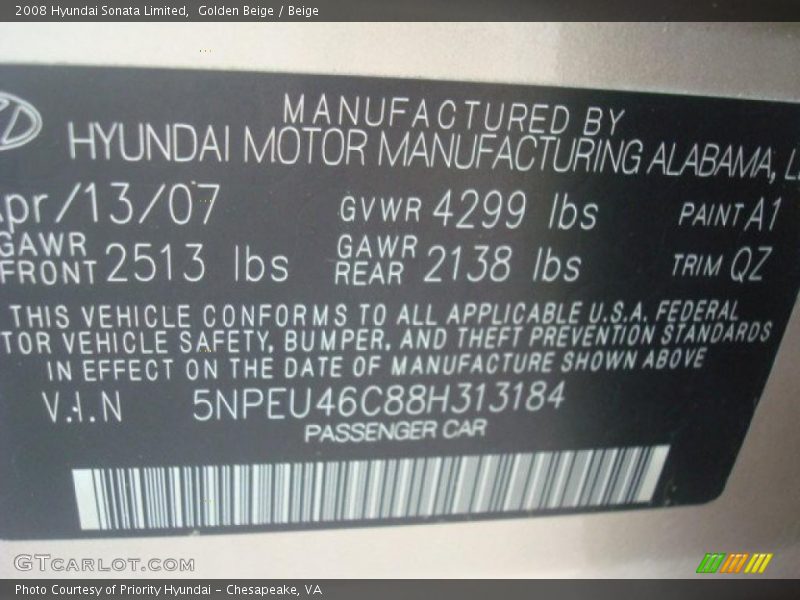 2008 Hyundai Sonata Limited, Golden Beige / Beige
MANUFACTURED BY
HYUNDAI MOTOR MANUFACTURING ALABAMA,
pr/13/07 GVWR 4299 lbs PAINT A1
GAWR FRONT 2513 lbs GAWR REAR 2138 lbs TRIM QZ
THIS VEHICLE CONFORMS TO ALL APPLICABLE U.S.A. FEDERAL
TOR VEHICLE SAFETY, BUMPER, AND THEFT PREVENTION STANDARDS
IN EFFECT ON THE DATE OF MANUFACTURE SHOWN ABOVE
V.I.N 5NPEU46C88H313184
PASSENGER CAR
GTCARLOT.COM
Photo Courtesy of Priority Hyundai - Chesapeake, VA